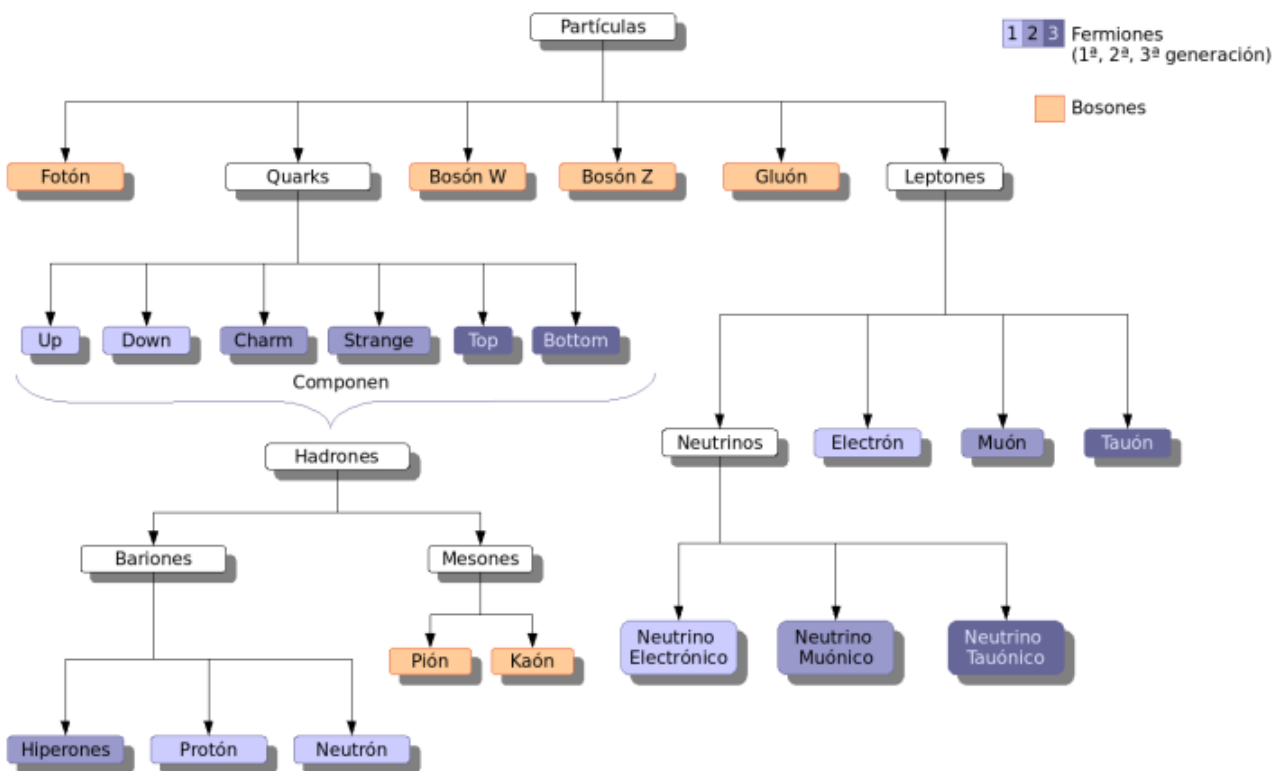 Partículas
1 2 3 Fermiones
(1ª, 2ª, 3ª generación)
Bosones
Fotón
Quarks
Bosón W
Bosón Z
Gluón
Leptones
Up
Down
Charm
Strange
Top
Bottom
Componen
Hadrones
Neutrinos
Electrón
Muón
Tauón
Bariones
Mesones
Neutrino
Electrónico
Neutrino
Muónico
Neutrino
Tauónico
Pión
Kaón
Hiperones
Protón
Neutrón